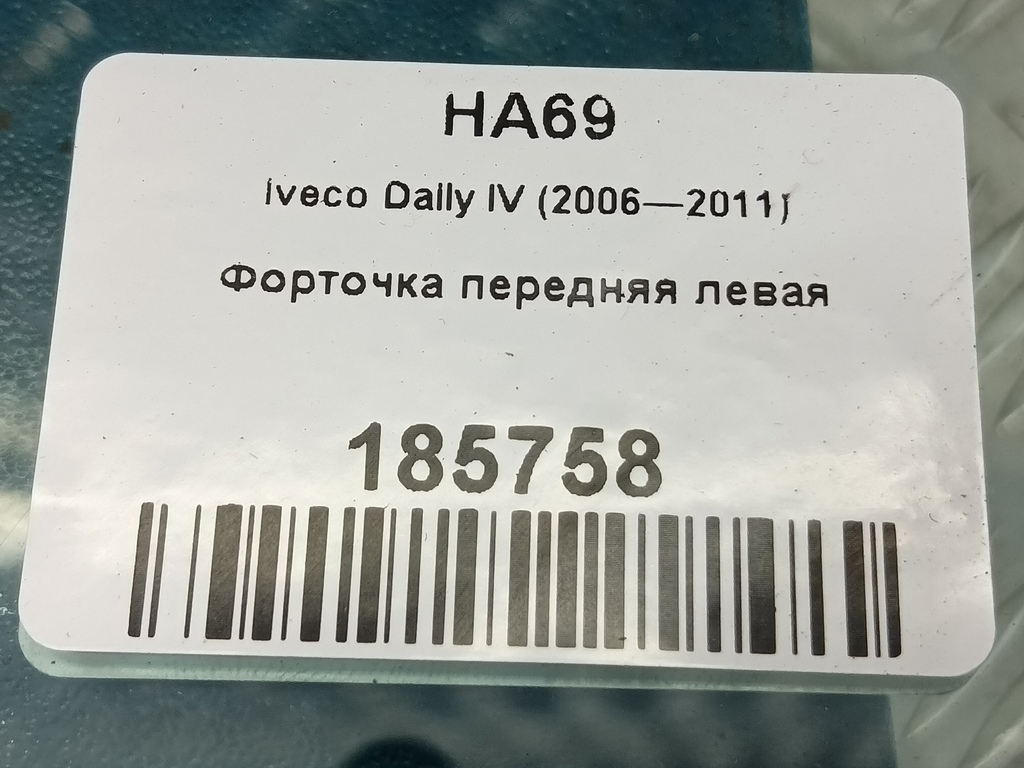 HA69
Iveco Daily IV (2006—2011)
Форточка передняя левая
185758